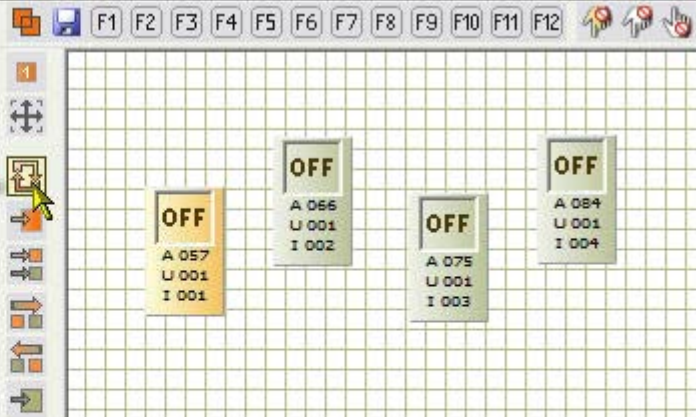 F1 F2 F3 F4 F5 F6 F7 F8 F9 F10 F11 F12
1
OFF
A 057
U 001
I 001
OFF
A 066
U 001
I 002
OFF
A 075
U 001
I 003
OFF
A 084
U 001
I 004